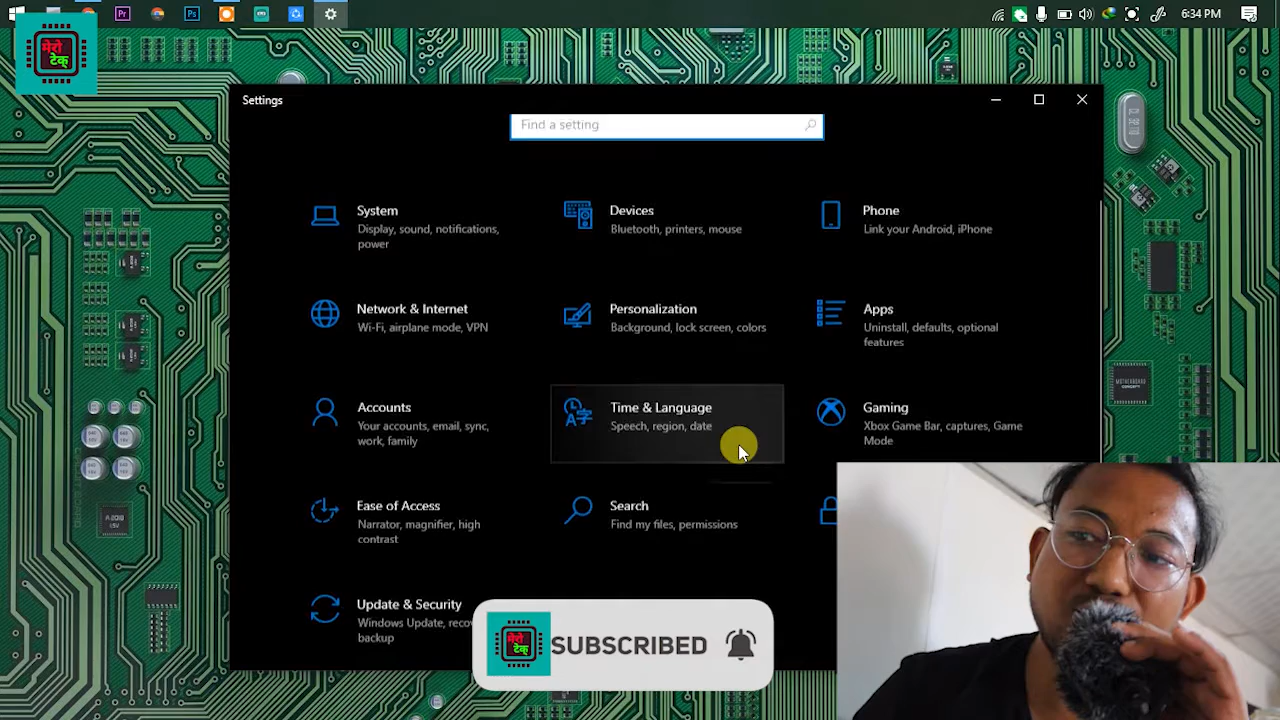 Pr
Ps
6:34 PM
मेरो
टेक्
Settings
Find a setting
System
Display, sound, notifications,
power
Devices
Bluetooth, printers, mouse
Phone
Link your Android, iPhone
Network & Internet
Wi-Fi, airplane mode, VPN
Personalization
Background, lock screen, colors
Apps
Uninstall, defaults, optional
features
Accounts
Your accounts, email, sync,
work, family
Time & Language
Speech, region, date
Gaming
Xbox Game Bar, captures, Game
Mode
Ease of Access
Narrator, magnifier, high
contrast
Search
Find my files, permissions
Update & Security
Windows Update,
backup
मेरो
टेक्
SUBSCRIBED